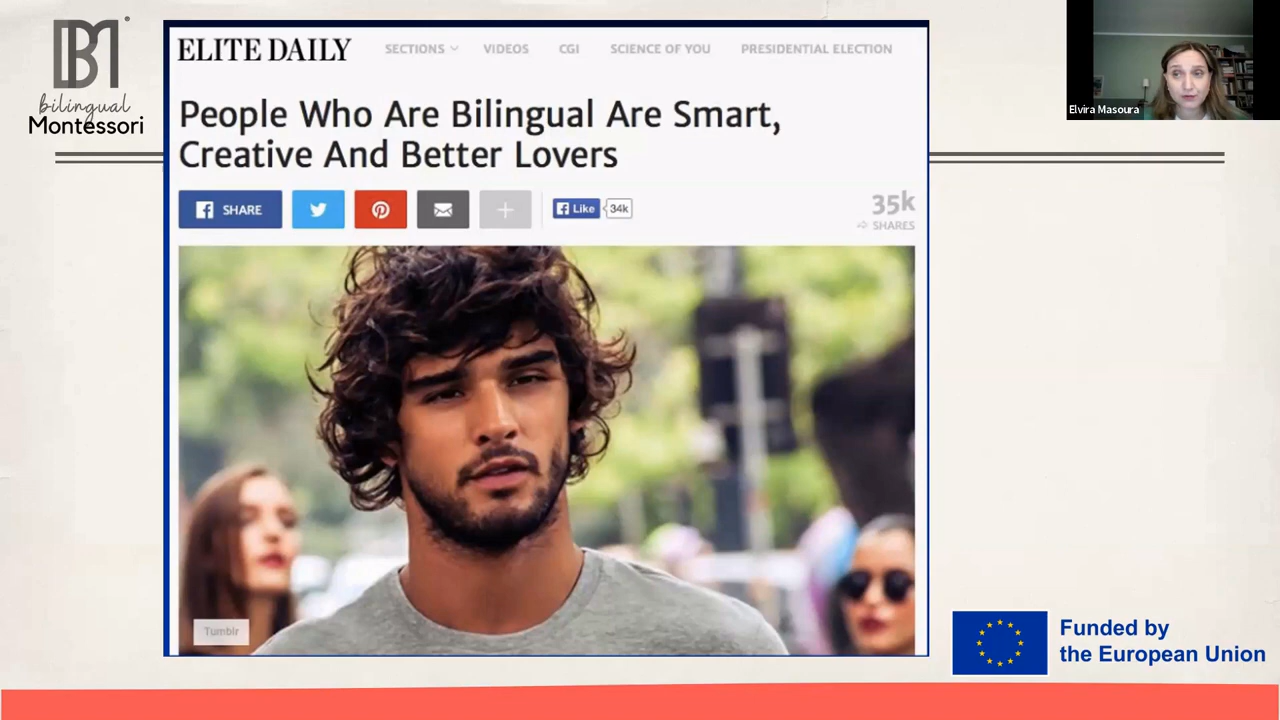 BM
bilingual
Montessori
ELITE DAILY
SECTIONS VIDEOS CGI SCIENCE OF YOU PRESIDENTIAL ELECTION
People Who Are Bilingual Are Smart,
Creative And Better Lovers
SHARE
Like 34k
35k
SHARES
Tumblr
Elvira Masoura
Funded by
the European Union